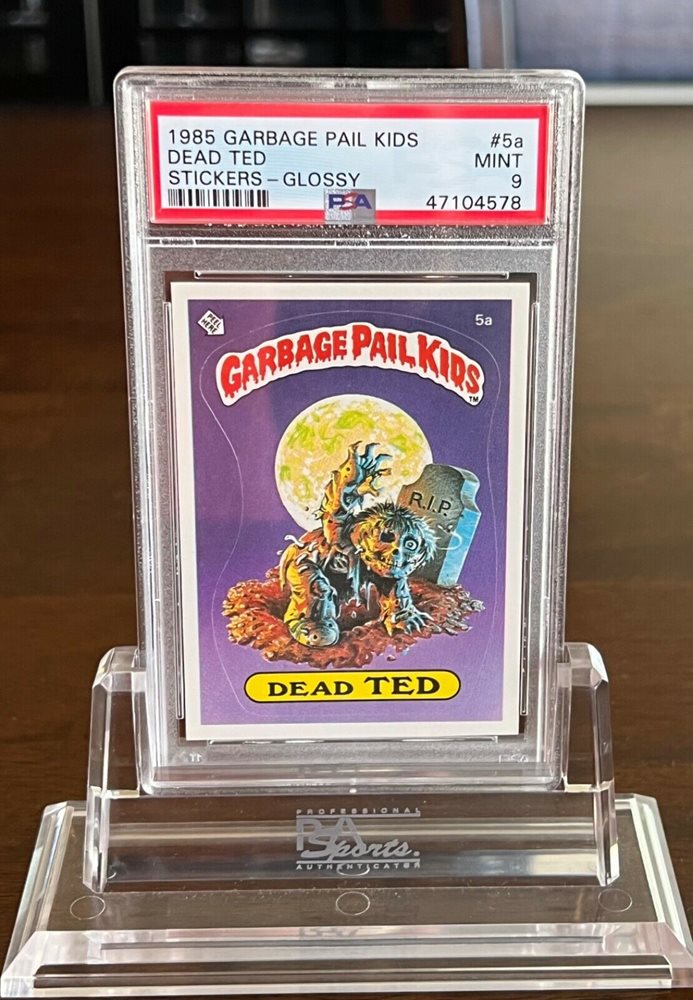 1985 GARBAGE PAIL KIDS #5a
DEAD TED MINT
STICKERS - GLOSSY 9
PSA 47104578
PEEL HERE
5a
GARBAGE PAIL KIDS
TM
R.I.P.
DEAD TED
PROFESSIONAL
PSA
Sports.
AUTHENTICATOR